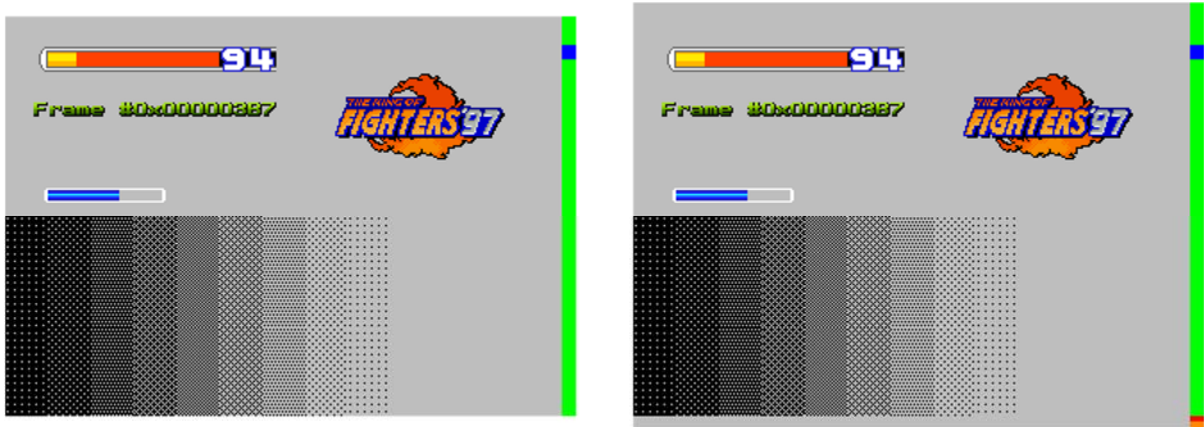 94
Frame #0x00000387
THE KING OF
FIGHTERS'97
94
Frame #0x00000387
THE KING OF
FIGHTERS'97